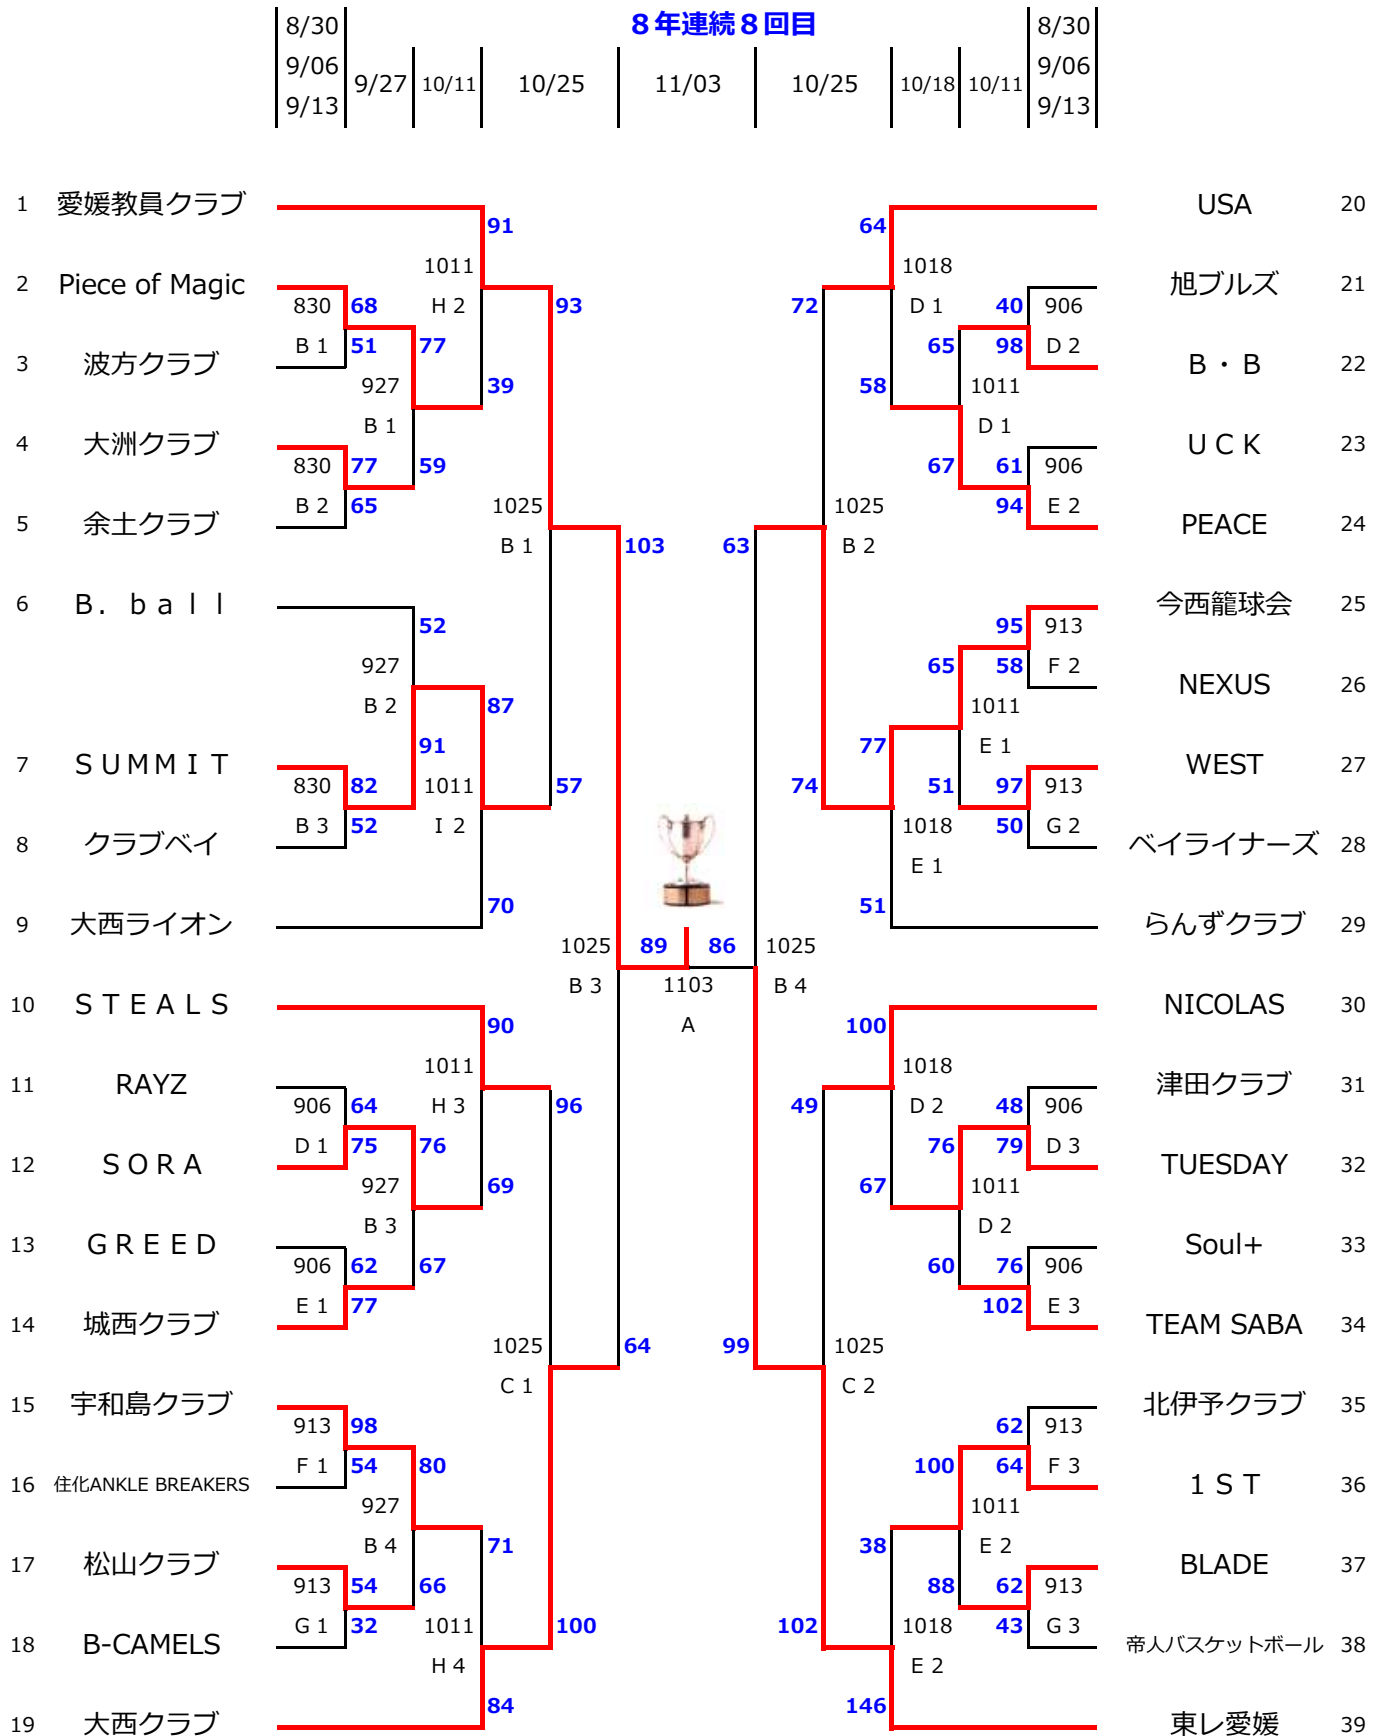 8年連続8回目
8/30
9/06
9/13
9/27
10/11
10/25
11/03
10/25
10/18
10/11
8/30
9/06
9/13
1 愛媛教員クラブ
2 Piece of Magic
3 波方クラブ
4 大洲クラブ
5 余土クラブ
6 B. ball
7 SUMMIT
8 クラブベイ
9 大西ライオン
10 STEALS
11 RAYZ
12 SORA
13 GREED
14 城西クラブ
15 宇和島クラブ
16 住化ANKLE BREAKERS
17 松山クラブ
18 B-CAMELS
19 大西クラブ
830
B 1
68
51
830
B 2
77
65
830
B 3
82
52
906
D 1
64
75
906
E 1
62
77
913
F 1
98
54
913
G 1
54
32
927
B 1
77
59
927
B 2
52
91
927
B 3
76
67
927
B 4
80
66
1011
H 2
91
39
1011
I 2
87
70
1011
H 3
90
69
1011
H 4
71
84
1025
B 1
93
57
1025
C 1
96
100
1025
B 3
103
64
89
86
1103
A
63
99
1025
B 4
72
74
1025
B 2
49
102
1025
C 2
64
58
1018
D 1
77
51
1018
E 1
100
67
1018
D 2
38
146
1018
E 2
65
67
1011
D 1
65
51
1011
E 1
76
60
1011
D 2
100
88
1011
E 2
40
98
906
D 2
61
94
906
E 2
95
58
913
F 2
97
50
913
G 2
48
79
906
D 3
76
102
906
E 3
62
64
913
F 3
62
43
913
G 3
USA 20
旭ブルズ 21
B・B 22
UCK 23
PEACE 24
今西籠球会 25
NEXUS 26
WEST 27
ベイライナーズ 28
らんずクラブ 29
NICOLAS 30
津田クラブ 31
TUESDAY 32
Soul+ 33
TEAM SABA 34
北伊予クラブ 35
1ST 36
BLADE 37
帝人バスケットボール 38
東レ愛媛 39